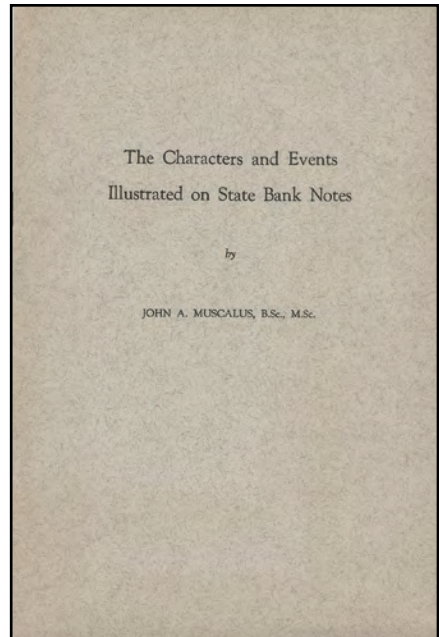 The Characters and Events
Illustrated on State Bank Notes
by
JOHN A. MUSCALUS, B.Sc., M.Sc.